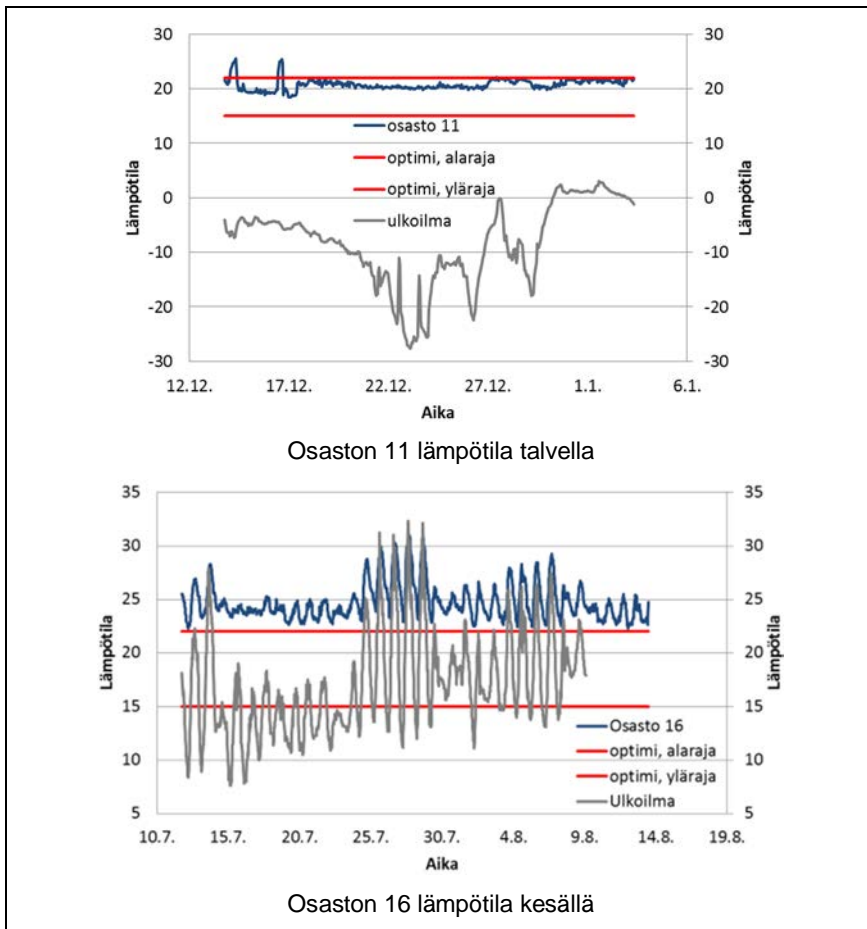 30 30
20 20
10 10
0 0
-10 -10
-20 -20
-30 -30
Lämpötila
Lämpötila
osasto 11
optimi, alaraja
optimi, yläraja
ulkoilma
12.12. 17.12. 22.12. 27.12. 1.1. 6.1.
Aika
Osaston 11 lämpötila talvella
35 35
30 30
25 25
20 20
15 15
10 10
5 5
Lämpötila
Lämpötila
Osasto 16
optimi, alaraja
optimi, yläraja
Ulkoilma
10.7. 15.7. 20.7. 25.7. 30.7. 4.8. 9.8. 14.8. 19.8.
Aika
Osaston 16 lämpötila kesällä